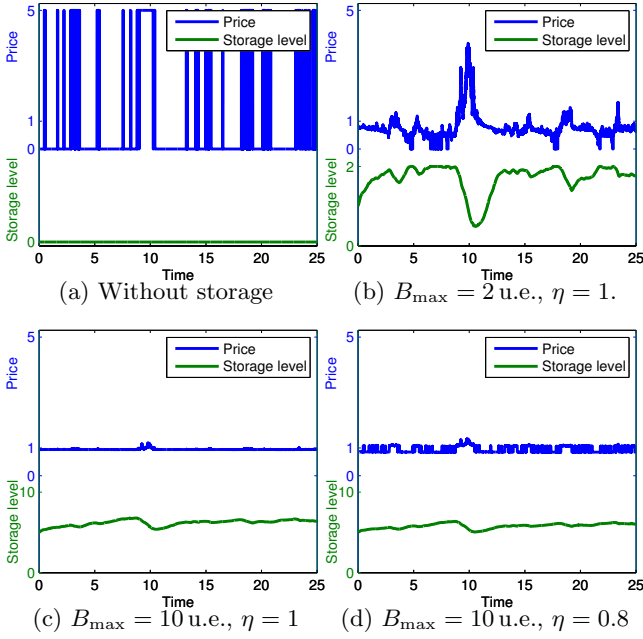 Price
Storage level
5
1
0
0
Price
Storage level
0
5
10
15
20
25
Time
(a) Without storage
Price
Storage level
5
1
0
2
0
Price
Storage level
0
5
10
15
20
25
Time
(b) Bmax = 2 u.e., η = 1.
Price
Storage level
5
1
0
10
0
Price
Storage level
0
5
10
15
20
25
Time
(c) Bmax = 10 u.e., η = 1
Price
Storage level
5
1
0
10
0
Price
Storage level
0
5
10
15
20
25
Time
(d) Bmax = 10 u.e., η = 0.8